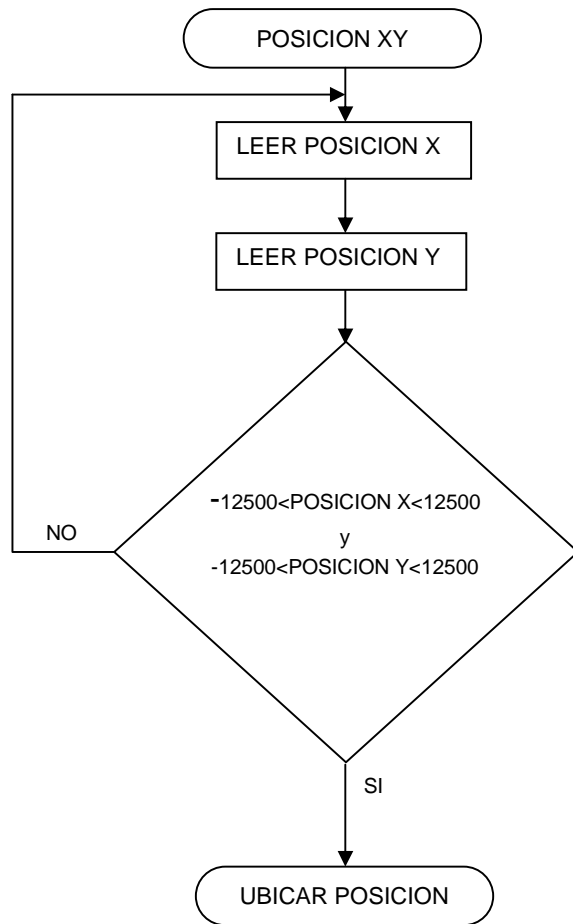 POSICION XY
LEER POSICION X
LEER POSICION Y
-12500<POSICION X<12500
y
-12500<POSICION Y<12500
NO
SI
UBICAR POSICION